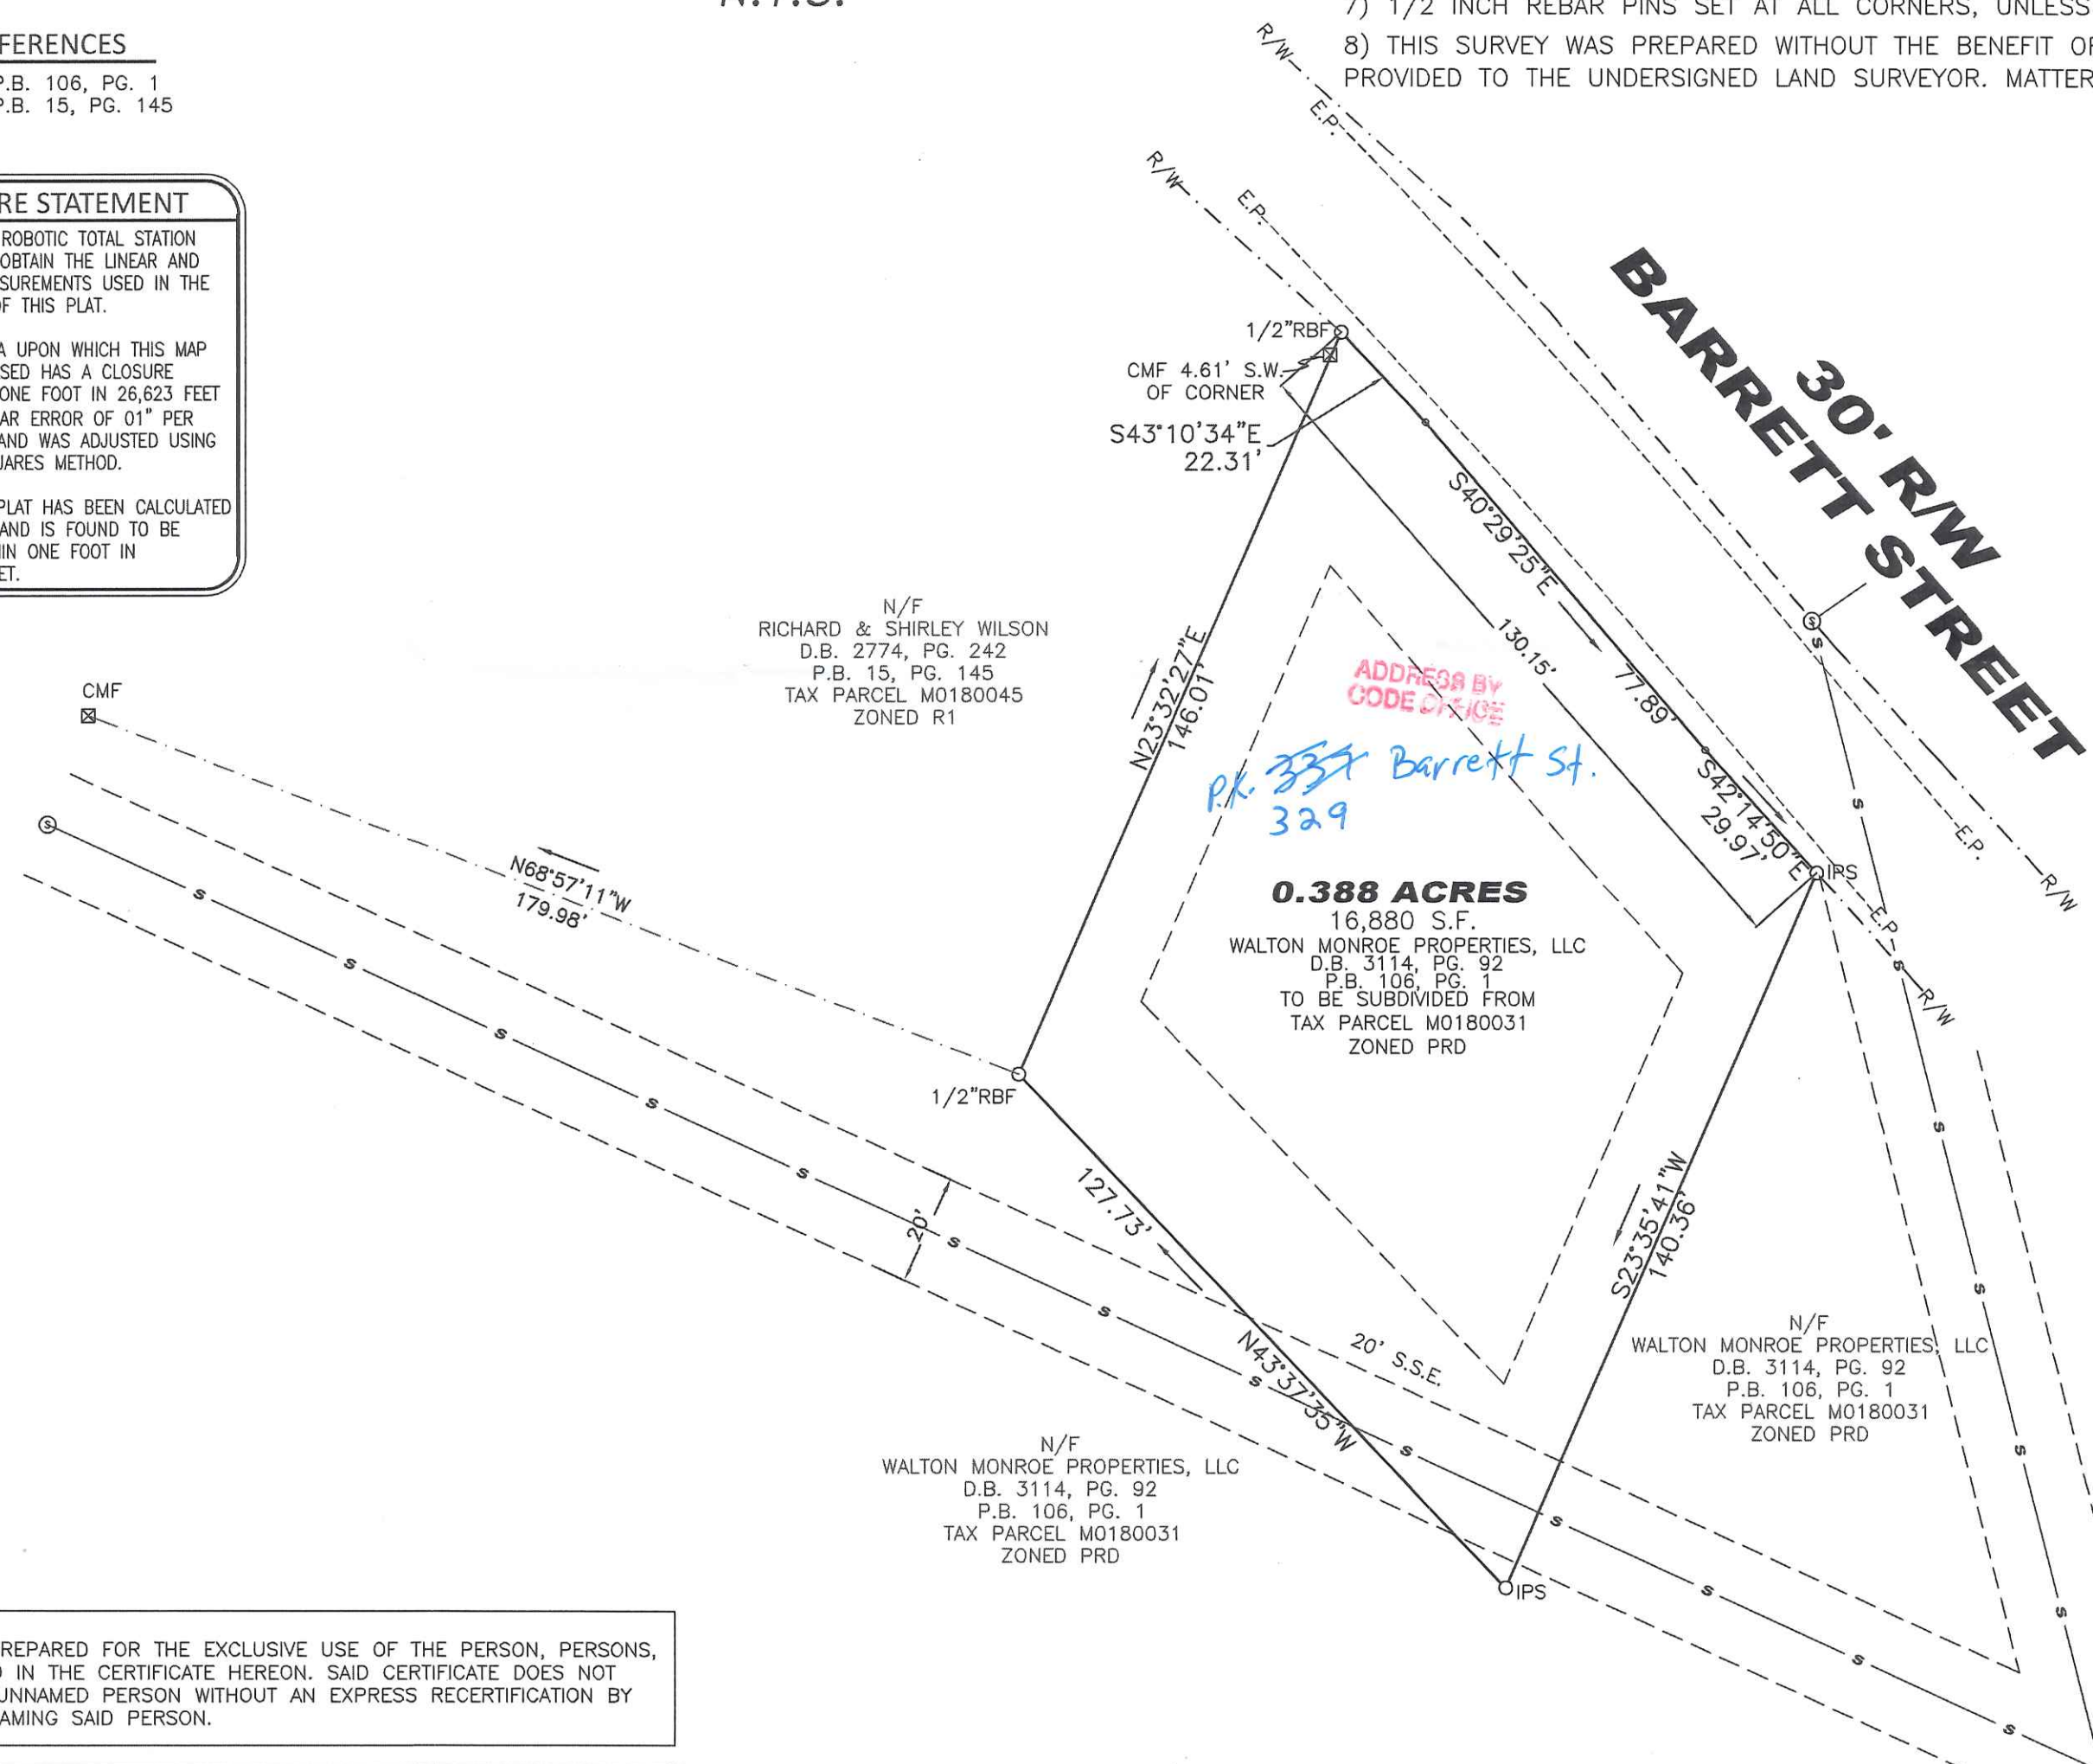 N.T.S.
FERENCES
P.B. 106, PG. 1
P.B. 15, PG. 145
RE STATEMENT
ROBOTIC TOTAL STATION
OBTAIN THE LINEAR AND
SUREMENTS USED IN THE
OF THIS PLAT.
A UPON WHICH THIS MAP
SED HAS A CLOSURE
ONE FOOT IN 26,623 FEET
AR ERROR OF 01" PER
AND WAS ADJUSTED USING
UARES METHOD.
PLAT HAS BEEN CALCULATED
AND IS FOUND TO BE
IN ONE FOOT IN
ET.
7) 1/2 INCH REBAR PINS SET AT ALL CORNERS, UNLESS
8) THIS SURVEY WAS PREPARED WITHOUT THE BENEFIT OF
PROVIDED TO THE UNDERSIGNED LAND SURVEYOR. MATTER
R/W
E.P.
R/W
E.P.
30' R/W
BARRETT STREET
1/2"RBF
CMF 4.61' S.W.
OF CORNER
S43°10'34"E
22.31'
S40°29'25"E
77.89'
130.15'
S42°14'50"E
29.97'
IPS
E.P.
R/W
E.P.
R/W
N/F
RICHARD & SHIRLEY WILSON
D.B. 2774, PG. 242
P.B. 15, PG. 145
TAX PARCEL M0180045
ZONED R1
N23°32'27"E
146.01'
ADDRESS BY
CODE OFFICE
P.K. Barrett St.
329
0.388 ACRES
16,880 S.F.
WALTON MONROE PROPERTIES, LLC
D.B. 3114, PG. 92
P.B. 106, PG. 1
TO BE SUBDIVIDED FROM
TAX PARCEL M0180031
ZONED PRD
CMF
N68°57'11"W
179.98'
1/2"RBF
127.73'
N43°37'35"W
20'
20' S.S.E.
S23°35'41"W
140.36'
IPS
N/F
WALTON MONROE PROPERTIES, LLC
D.B. 3114, PG. 92
P.B. 106, PG. 1
TAX PARCEL M0180031
ZONED PRD
N/F
WALTON MONROE PROPERTIES, LLC
D.B. 3114, PG. 92
P.B. 106, PG. 1
TAX PARCEL M0180031
ZONED PRD
REPARED FOR THE EXCLUSIVE USE OF THE PERSON, PERSONS,
D IN THE CERTIFICATE HEREON. SAID CERTIFICATE DOES NOT
UNNAMED PERSON WITHOUT AN EXPRESS RECERTIFICATION BY
AMING SAID PERSON.